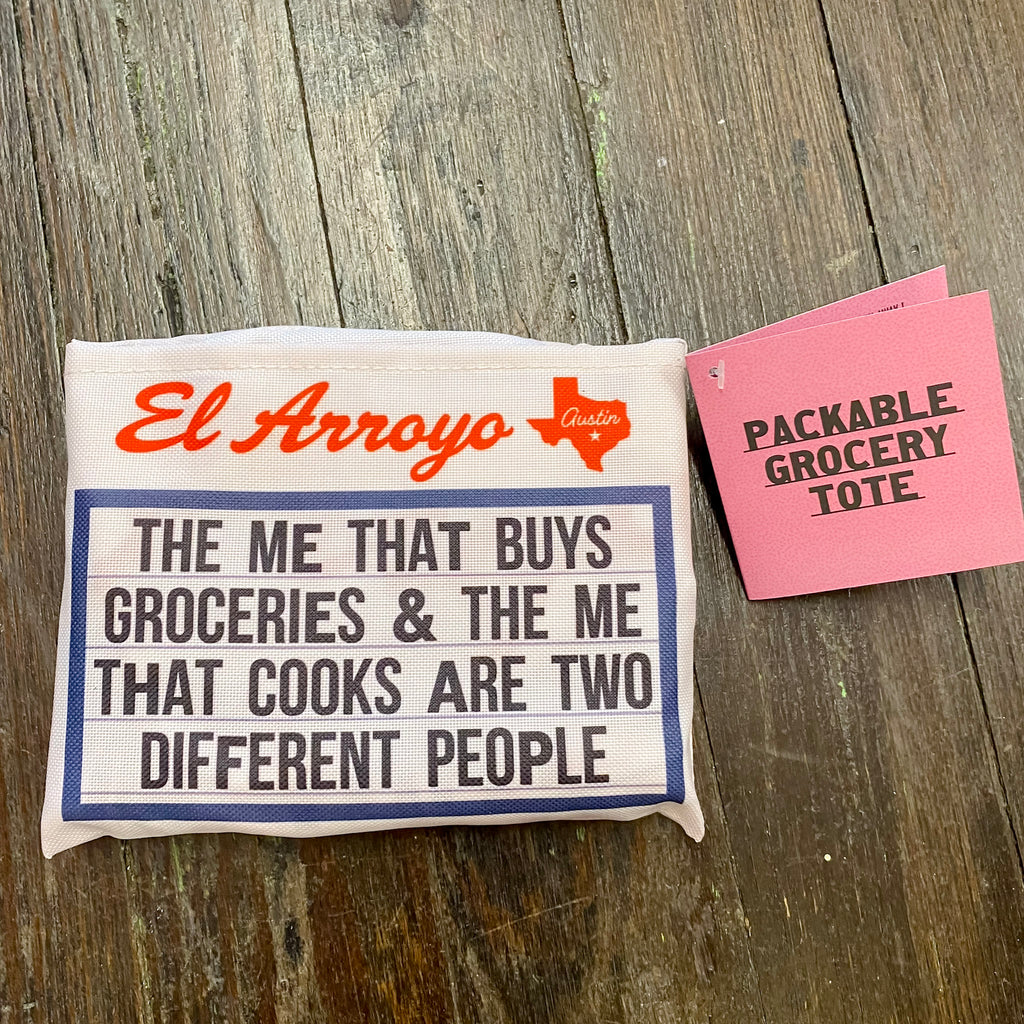 El Arroyo
Austin
THE ME THAT BUYS
GROCERIES & THE ME
THAT COOKS ARE TWO
DIFFERENT PEOPLE
PACKABLE
GROCERY
TOTE